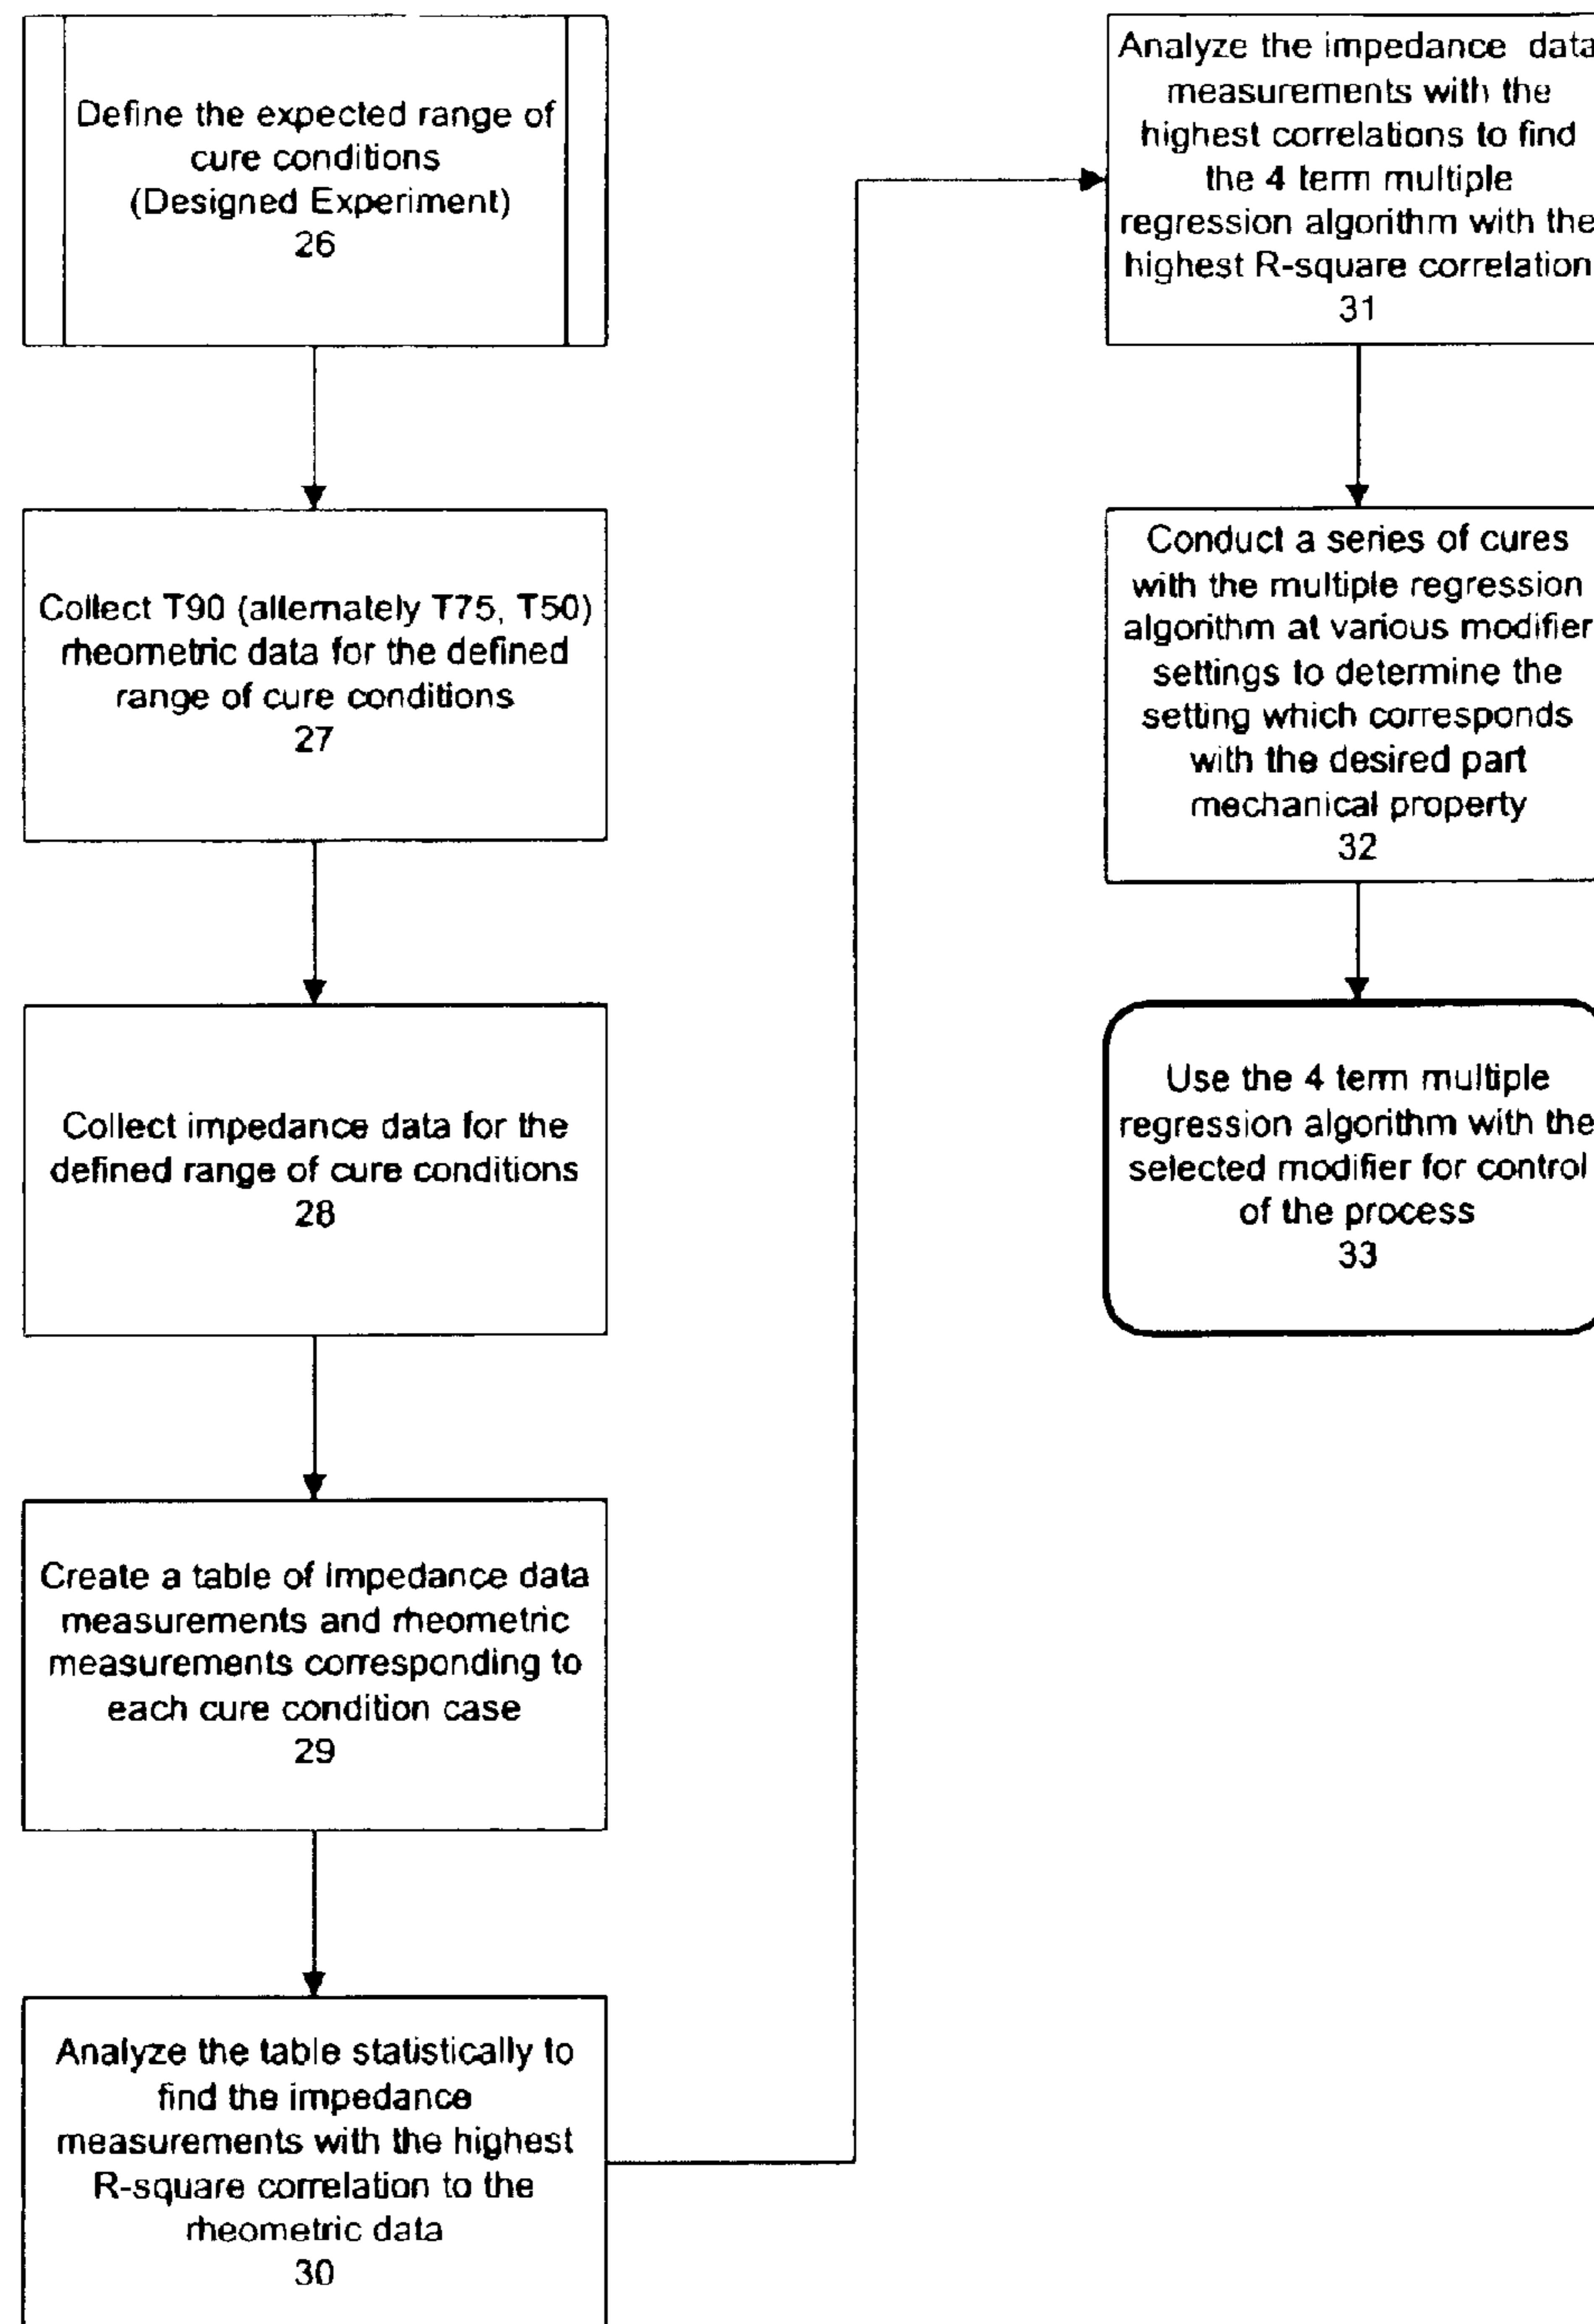 Define the expected range of
cure conditions
(Designed Experiment)
26
Collect T90 (alternately T75, T50)
rheometric data for the defined
range of cure conditions
27
Collect impedance data for the
defined range of cure conditions
28
Create a table of impedance data
measurements and rheometric
measurements corresponding to
each cure condition case
29
Analyze the table statistically to
find the impedance
measurements with the highest
R-square correlation to the
rheometric data
30
Analyze the impedance data
measurements with the
highest correlations to find
the 4 term multiple
regression algorithm with the
highest R-square correlation
31
Conduct a series of cures
with the multiple regression
algorithm at various modifier
settings to determine the
setting which corresponds
with the desired part
mechanical property
32
Use the 4 term multiple
regression algorithm with the
selected modifier for control
of the process
33